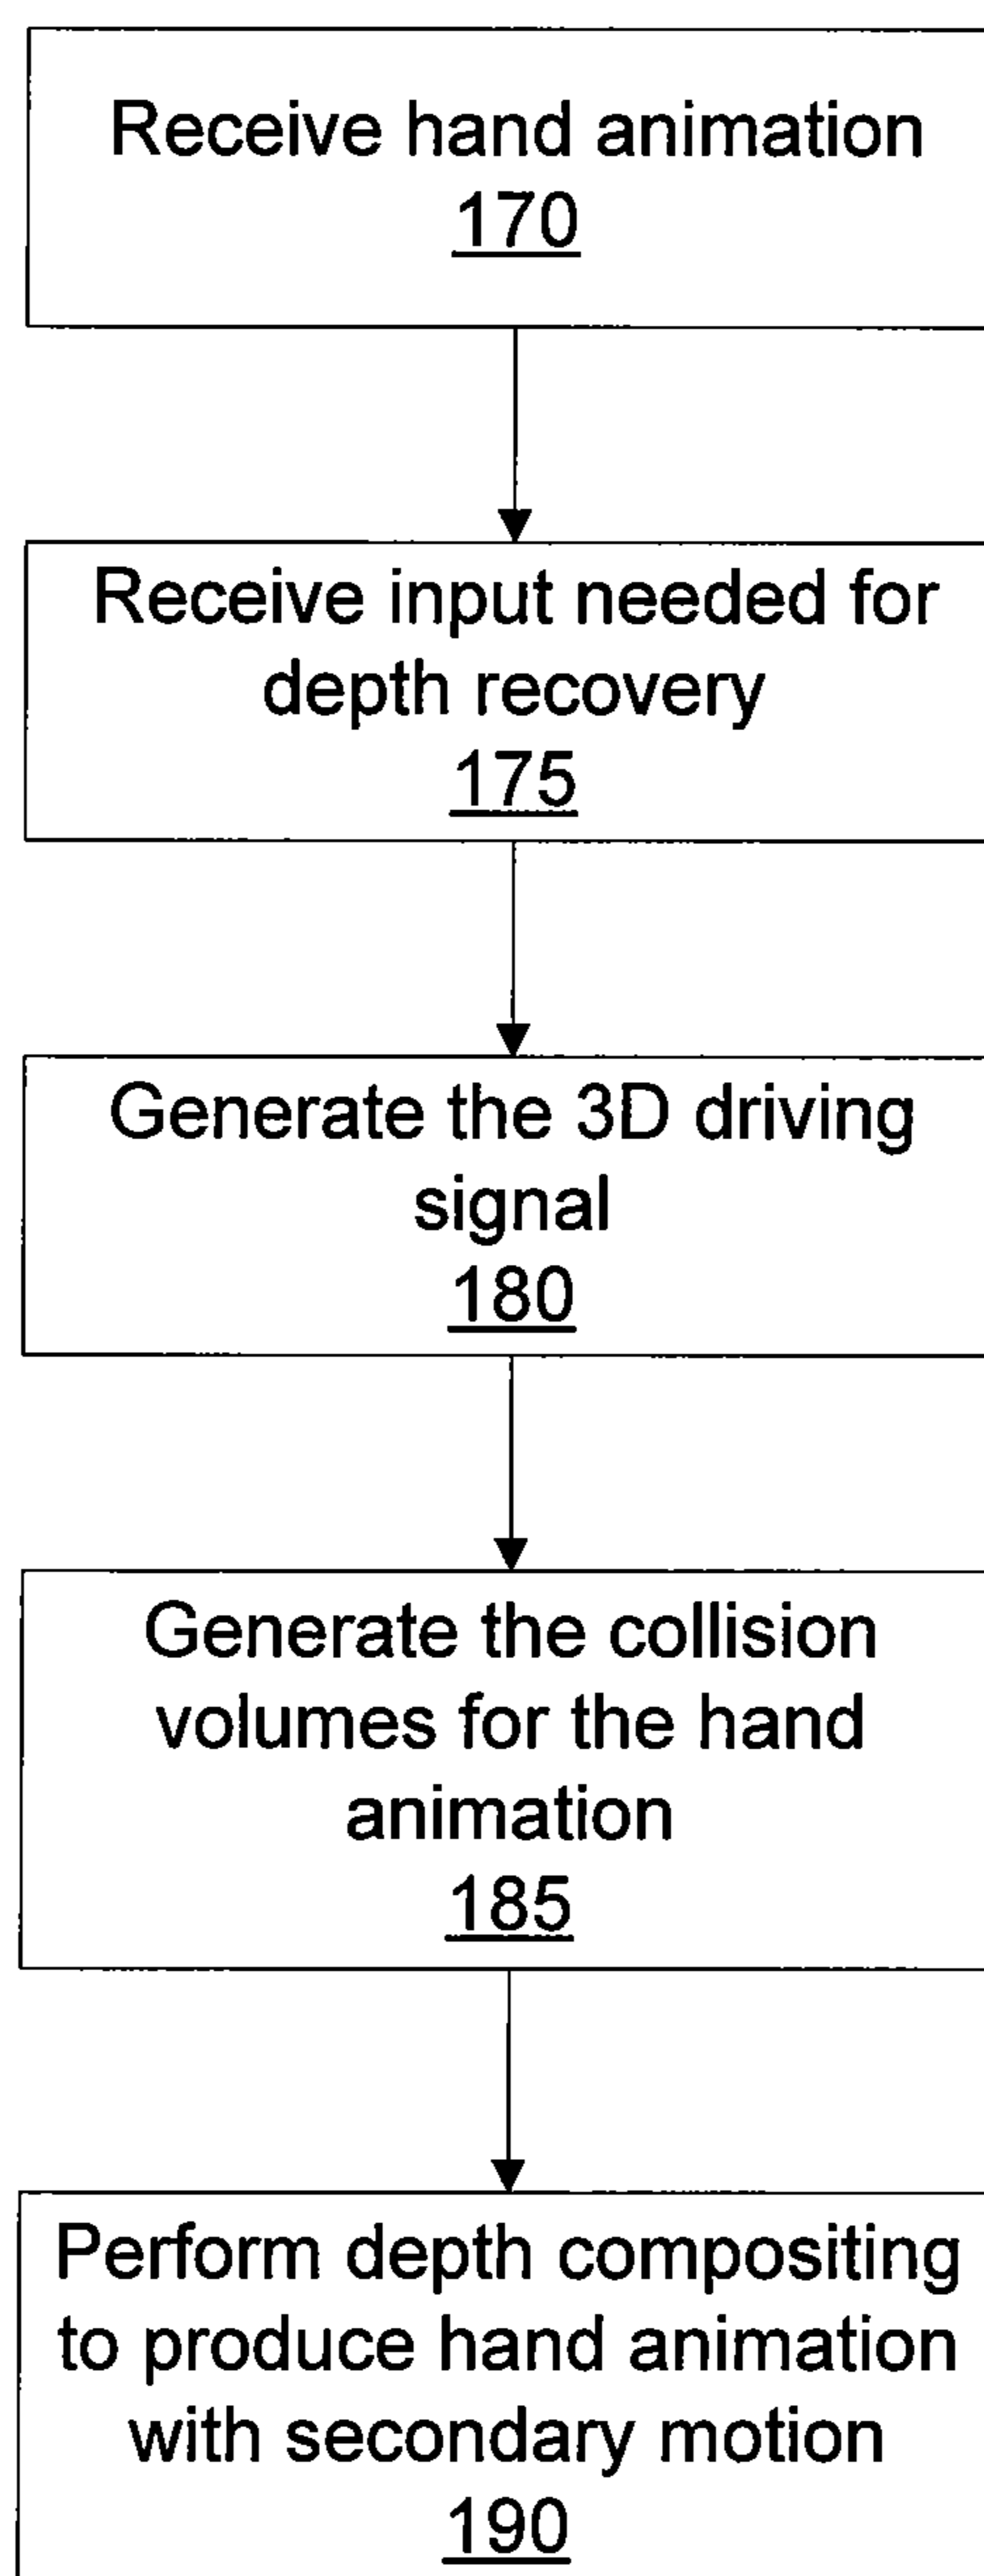 Receive hand animation
170
Receive input needed for
depth recovery
175
Generate the 3D driving
signal
180
Generate the collision
volumes for the hand
animation
185
Perform depth compositing
to produce hand animation
with secondary motion
190